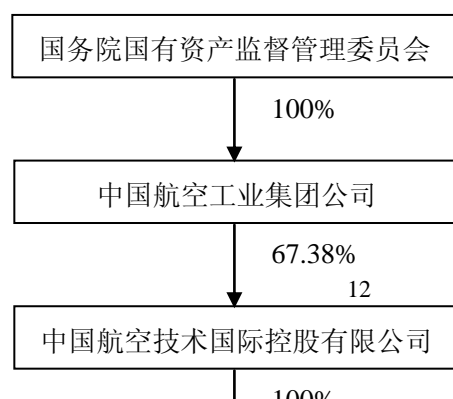 国务院国有资产监督管理委员会
100%
中国航空工业集团公司
67.38%
12
中国航空技术国际控股有限公司
100%